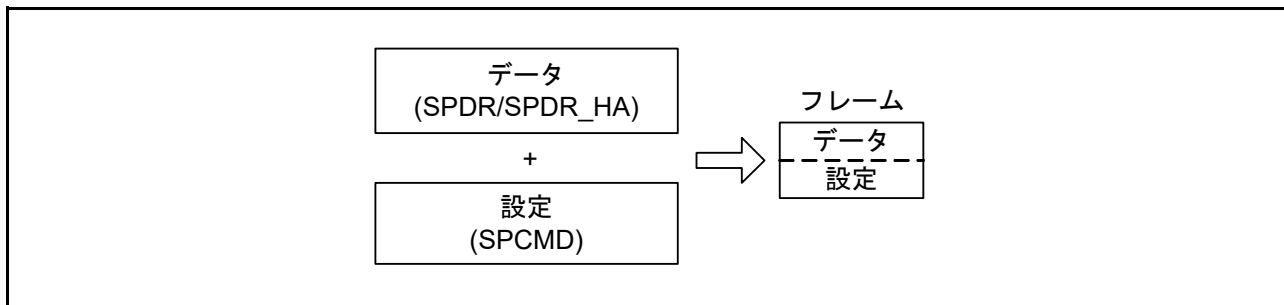 データ
(SPDR/SPDR_HA)
+
設定
(SPCMD)
フレーム
データ
設定